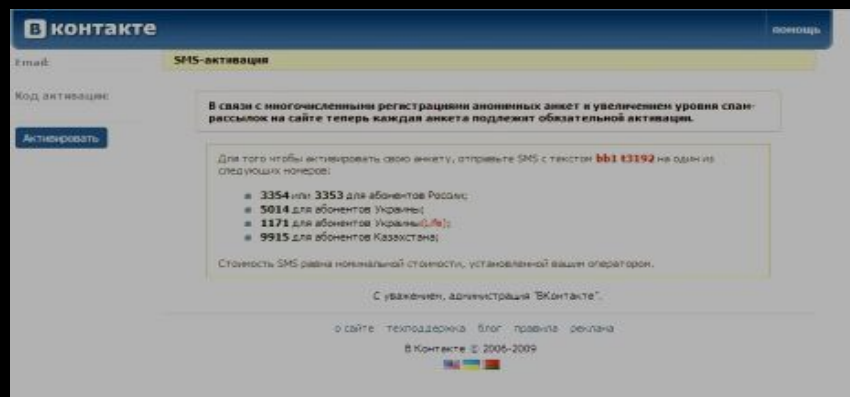 В контакте
помощь
Email:
SMS-активация
Код активации:
В связи с многочисленными регистрациями анонимных анкет и увеличением уровня спам-
рассылок на сайте теперь каждая анкета подлежит обязательной активации.
Активировать
Для того чтобы активировать свою анкету, отправьте SMS с текстом bb1 t3192 на один из
следующих номеров:
3354 или 3353 для абонентов России;
5014 для абонентов Украины;
1171 для абонентов Украины(Life);
9915 для абонентов Казахстана;
Стоимость SMS равна номинальной стоимости, установленной вашим оператором.
С уважением, администрация "ВКонтакте".
о сайте техподдержка блог правила реклама
В Контакте © 2006-2009